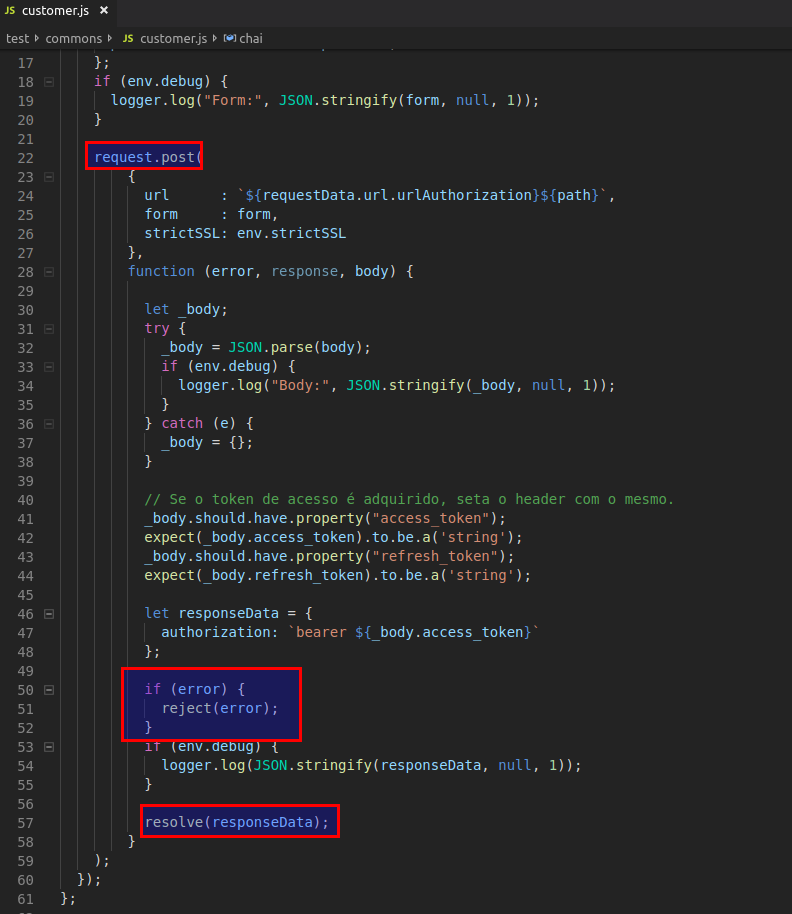 JS customer.js ×
test commons JS customer.js chai
17 };
18 if (env.debug) {
19 logger.log("Form:", JSON.stringify(form, null, 1));
20 }
21
22 request.post(
23 {
24 url : `${requestData.url.urlAuthorization}${path}`,
25 form : form,
26 strictSSL: env.strictSSL
27 },
28 function (error, response, body) {
29
30 let _body;
31 try {
32 _body = JSON.parse(body);
33 if (env.debug) {
34 logger.log("Body:", JSON.stringify(_body, null, 1));
35 }
36 } catch (e) {
37 _body = {};
38 }
39
40 // Se o token de acesso é adquirido, seta o header com o mesmo.
41 _body.should.have.property("access_token");
42 expect(_body.access_token).to.be.a('string');
43 _body.should.have.property("refresh_token");
44 expect(_body.refresh_token).to.be.a('string');
45
46 let responseData = {
47 authorization: `bearer ${_body.access_token}`
48 };
49
50 if (error) {
51 reject(error);
52 }
53 if (env.debug) {
54 logger.log(JSON.stringify(responseData, null, 1));
55 }
56
57 resolve(responseData);
58 }
59 );
60 });
61 };